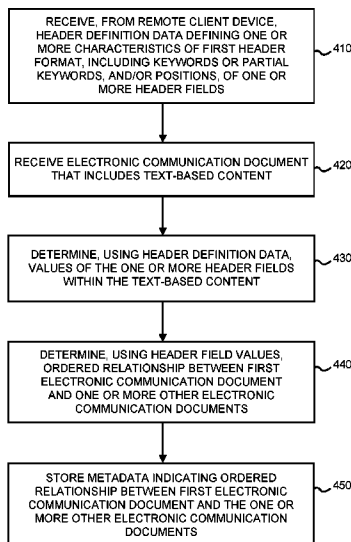 RECEIVE, FROM REMOTE CLIENT DEVICE,
HEADER DEFINITION DATA DEFINING ONE OR
MORE CHARACTERISTICS OF FIRST HEADER
FORMAT, INCLUDING KEYWORDS OR PARTIAL
KEYWORDS, AND/OR POSITIONS, OF ONE OR
MORE HEADER FIELDS
410
RECEIVE ELECTRONIC COMMUNICATION DOCUMENT
THAT INCLUDES TEXT-BASED CONTENT
420
DETERMINE, USING HEADER DEFINITION DATA,
VALUES OF THE ONE OR MORE HEADER FIELDS
WITHIN THE TEXT-BASED CONTENT
430
DETERMINE, USING HEADER FIELD VALUES,
ORDERED RELATIONSHIP BETWEEN FIRST
ELECTRONIC COMMUNICATION DOCUMENT
AND ONE OR MORE OTHER ELECTRONIC
COMMUNICATION DOCUMENTS
440
STORE METADATA INDICATING ORDERED
RELATIONSHIP BETWEEN FIRST ELECTRONIC
COMMUNICATION DOCUMENT AND THE ONE OR
MORE OTHER ELECTRONIC COMMUNICATION
DOCUMENTS
450